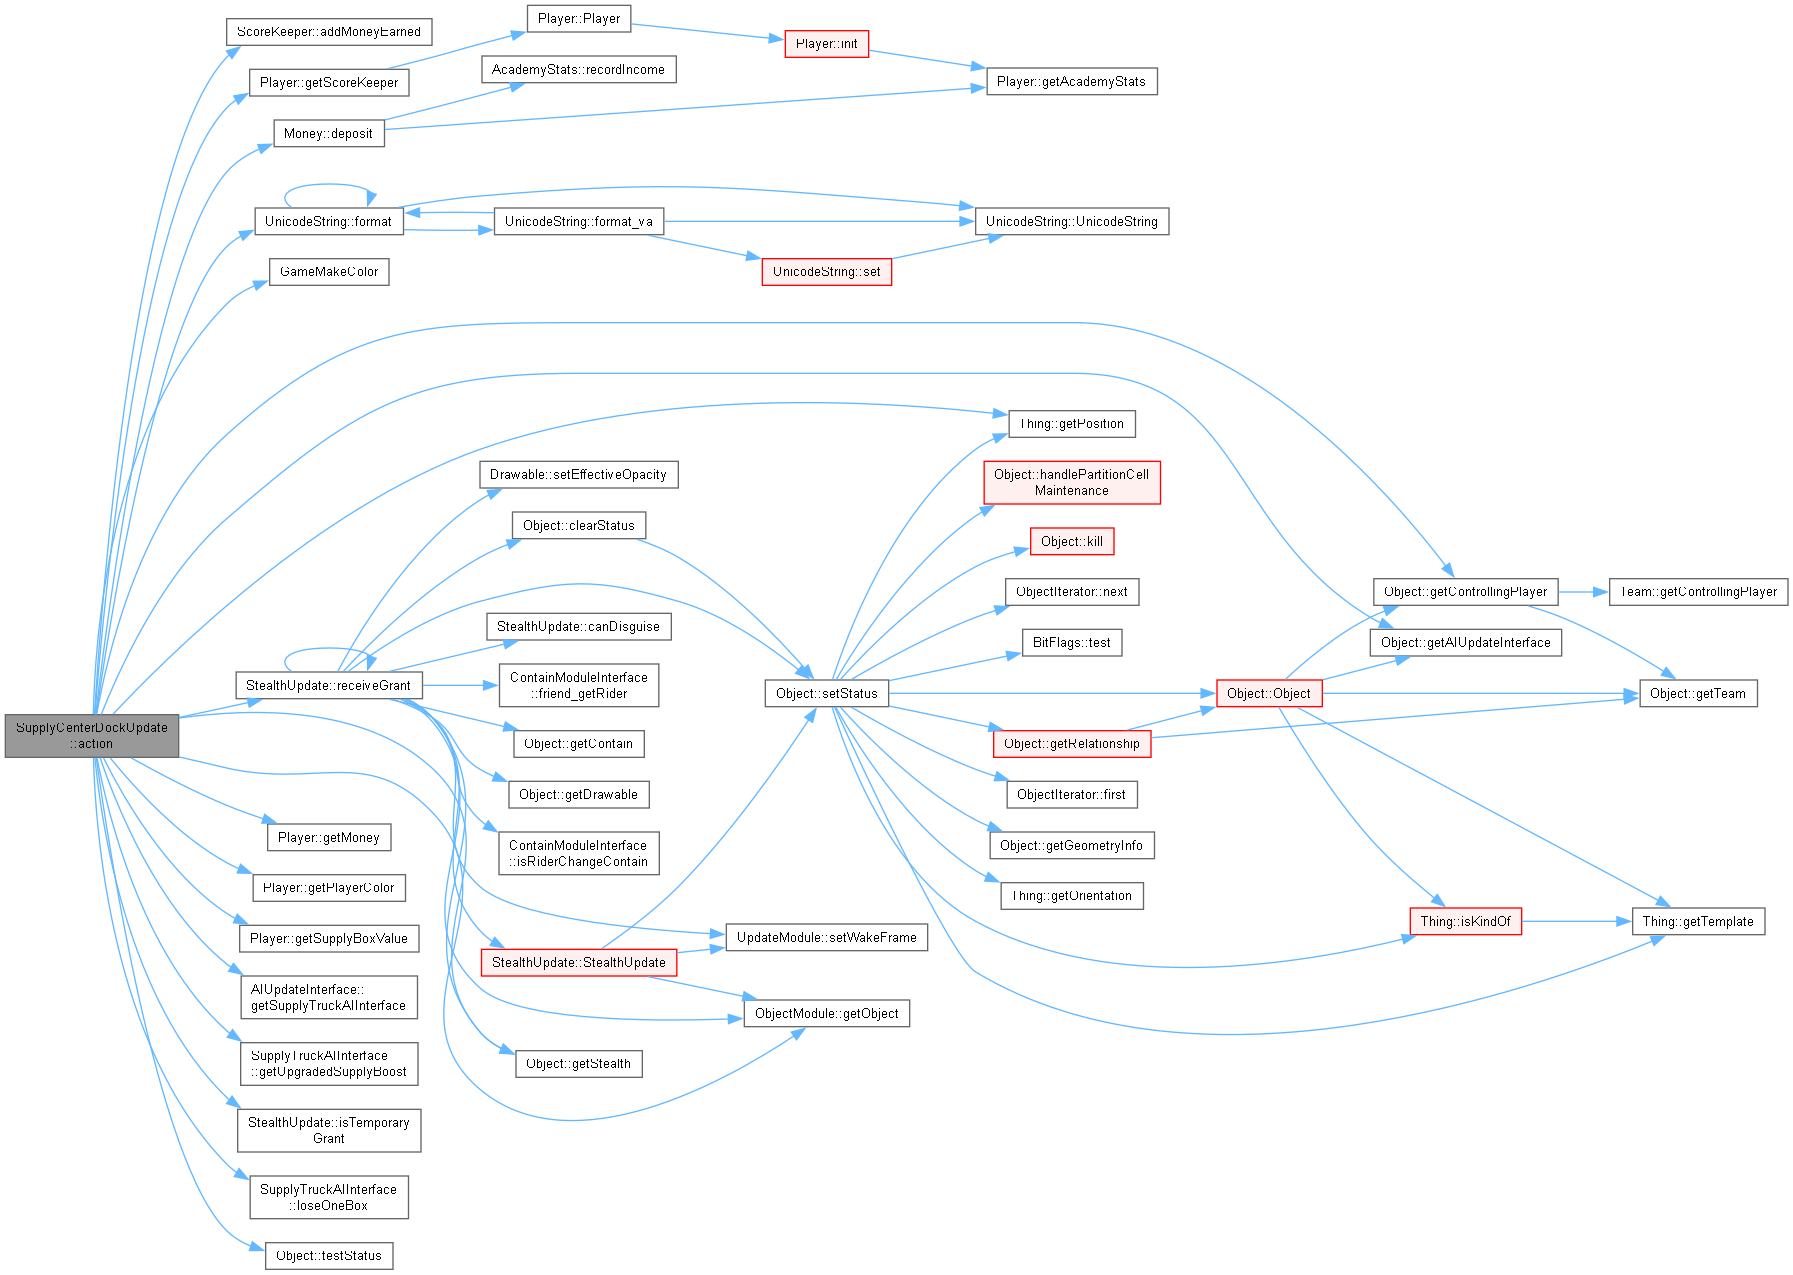 ScoreKeeper::addMoneyEarned
Player::getScoreKeeper
Money::deposit
Player::Player
AcademyStats::recordIncome
Player::init
Player::getAcademyStats
UnicodeString::format
UnicodeString::format_va
UnicodeString::UnicodeString
UnicodeString::set
GameMakeColor
Thing::getPosition
Drawable::setEffectiveOpacity
Object::handlePartitionCell
Maintenance
Object::clearStatus
Object::kill
ObjectIterator::next
Object::getControllingPlayer
Team::getControllingPlayer
StealthUpdate::canDisguise
BitFlags::test
Object::getAIUpdateInterface
StealthUpdate::receiveGrant
ContainModuleInterface
::friend_getRider
Object::setStatus
Object::Object
Object::getTeam
SupplyCenterDockUpdate
::action
Object::getContain
Object::getRelationship
Object::getDrawable
ObjectIterator::first
Player::getMoney
ContainModuleInterface
::isRiderChangeContain
Object::getGeometryInfo
Player::getPlayerColor
Thing::getOrientation
Player::getSupplyBoxValue
UpdateModule::setWakeFrame
Thing::isKindOf
Thing::getTemplate
StealthUpdate::StealthUpdate
AIUpdateInterface::
getSupplyTruckAIInterface
ObjectModule::getObject
SupplyTruckAIInterface
::getUpgradedSupplyBoost
Object::getStealth
StealthUpdate::isTemporary
Grant
SupplyTruckAIInterface
::loseOneBox
Object::testStatus